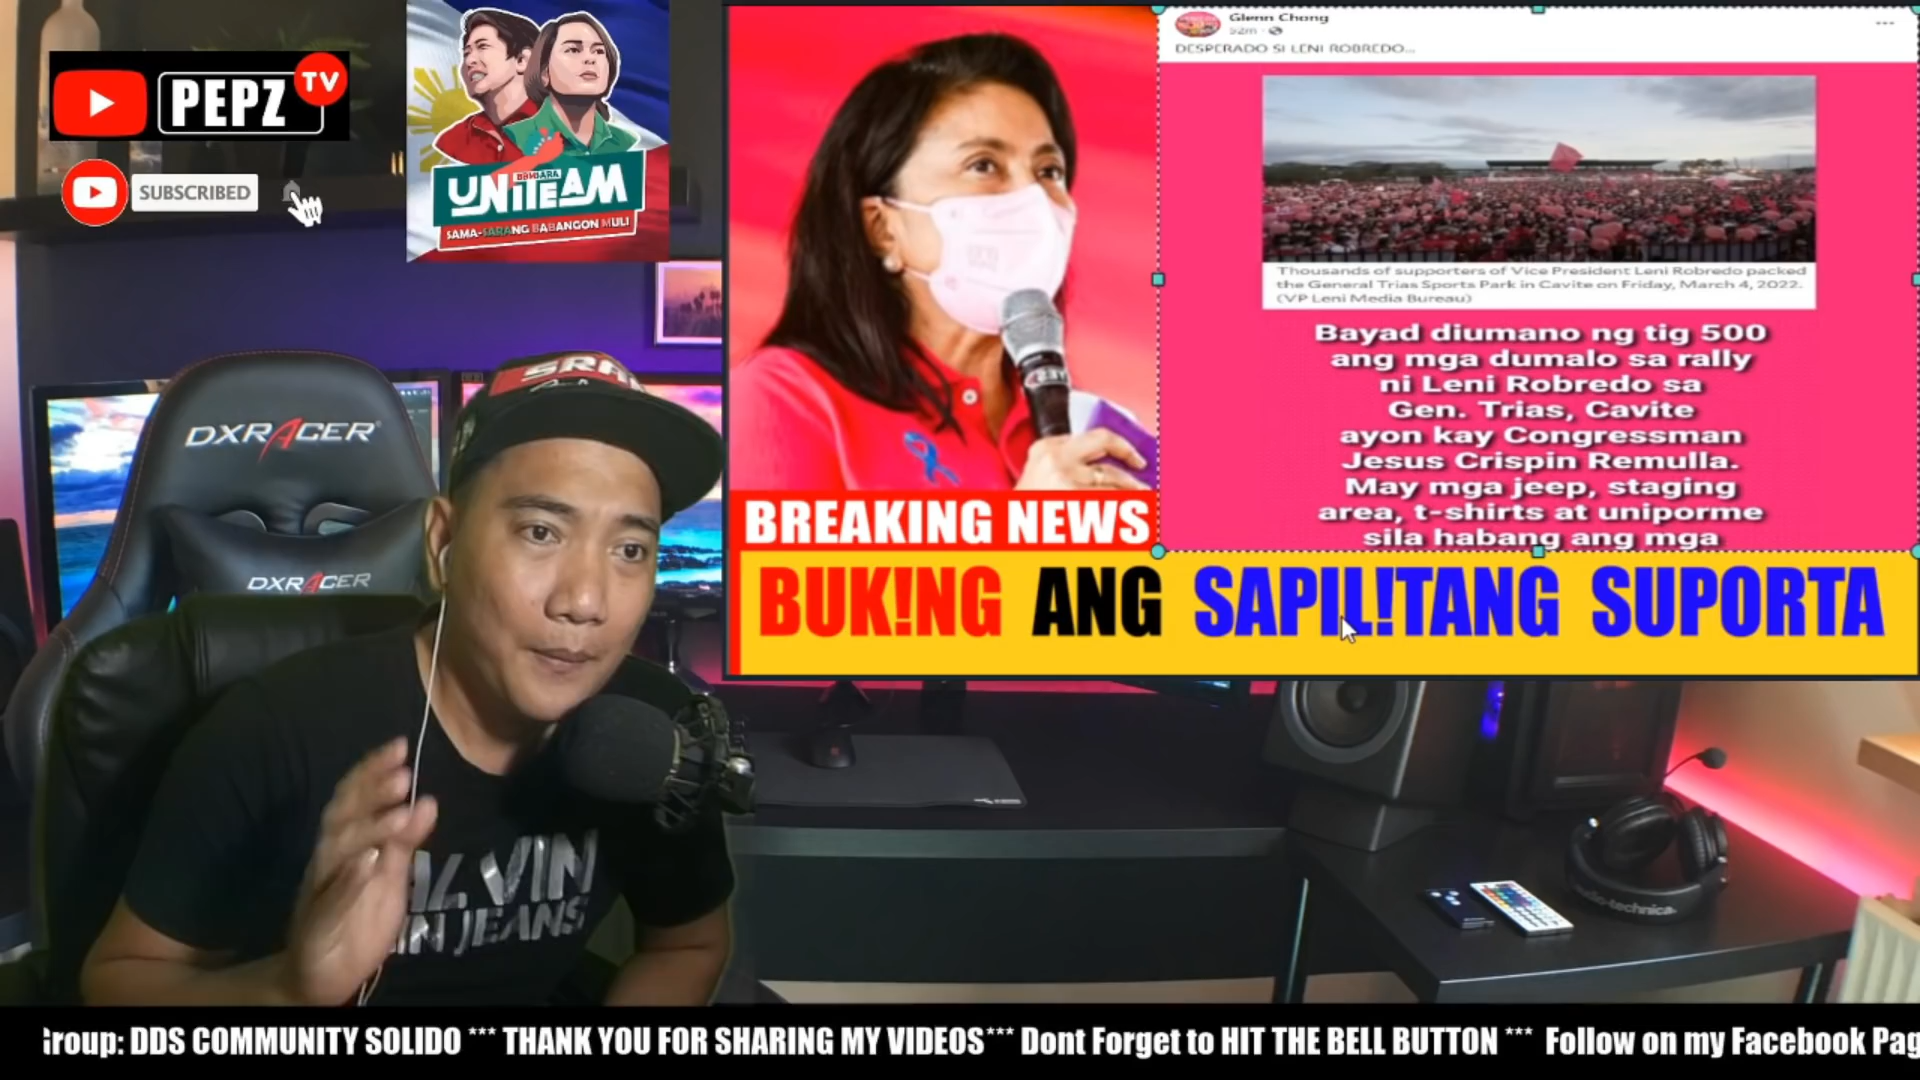 PEPZ
TV
SUBSCRIBED
BBMSARA
UNITEAM
SAMA-SAMANG BABANGON MULI
Glenn Chong
52m
DESPERADO SI LENI ROBREDO...
Thousands of supporters of Vice President Leni Robredo packed
the General Trias Sports Park in Cavite on Friday, March 4, 2022.
(VP Leni Media Bureau)
Bayad diumano ng tig 500
ang mga dumalo sa rally
ni Leni Robredo sa
Gen. Trias, Cavite
ayon kay Congressman
Jesus Crispin Remulla.
May mga jeep, staging
area, t-shirts at uniporme
sila habang ang mga
BREAKING NEWS
BUK!NG ANG SAPIL!TANG SUPORTA
DXRACER
DXRACER
audio-technica
Group: DDS COMMUNITY SOLIDO *** THANK YOU FOR SHARING MY VIDEOS*** Dont Forget to HIT THE BELL BUTTON *** Follow on my Facebook Pag